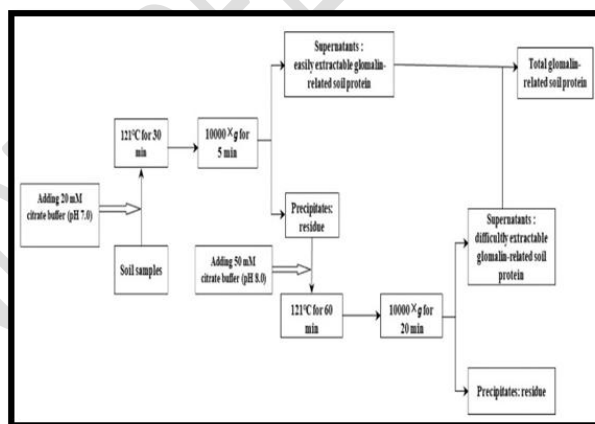 Supernatants :
easily extractable glomalin-
related soil protein
Total glomalin-
related soil protein
121°C for 30
min
10000×g for
5 min
Adding 20 mM
citrate buffer (pH 7.0)
Soil samples
Precipitates:
residue
Adding 50 mM
citrate buffer (pH 8.0)
121°C for 60
min
10000×g for
20 min
Supernatants :
difficultly extractable
glomalin-related soil
protein
Precipitates: residue